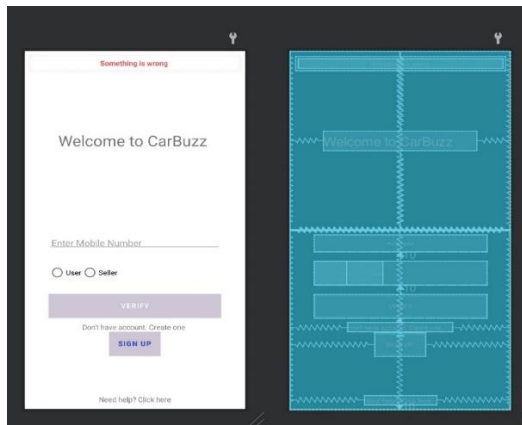 Something is wrong
Welcome to CarBuzz
Enter Mobile Number
User Seller
VERIFY
Don't have account, Create one
SIGN UP
Need help? Click here
Welcome to CarBuzz